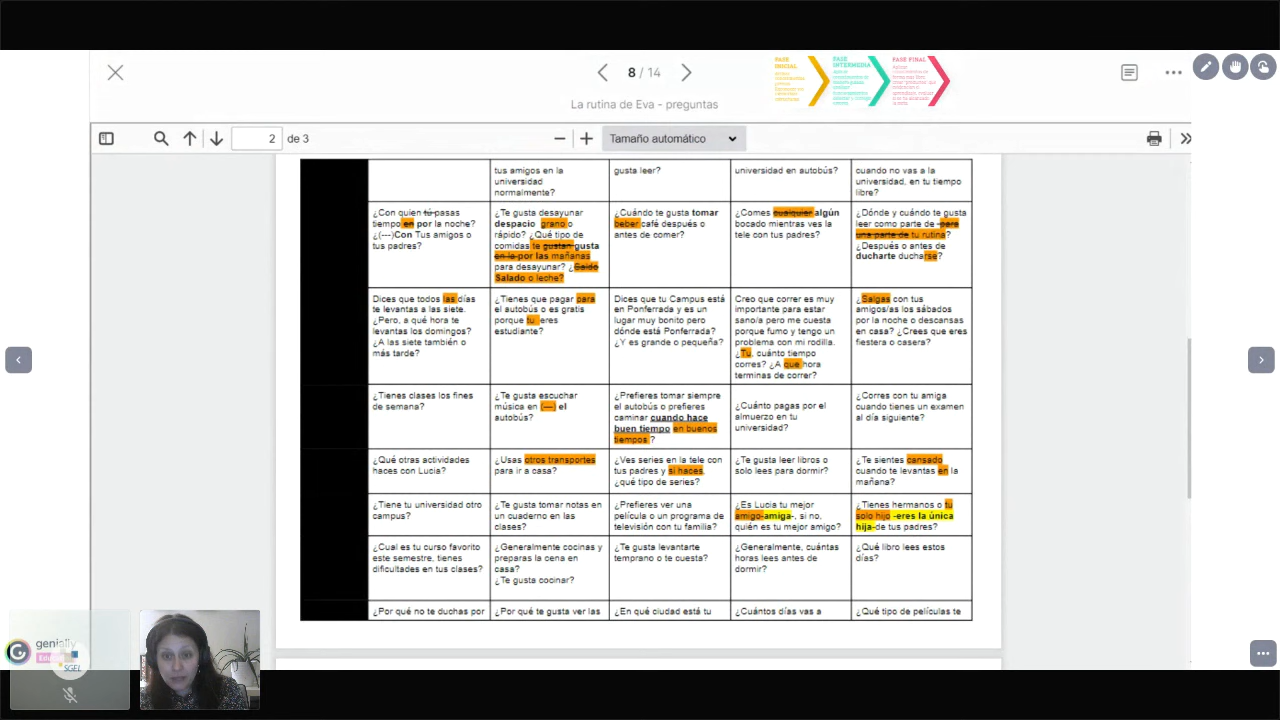 8 / 14
La rutina de Eva - preguntas
FASE INICIAL
FASE INTERMEDIA
FASE FINAL
2 de 3
Tamaño automático
tus amigos en la
universidad
normalmente?
gusta leer?
universidad en autobús?
cuando no vas a la
universidad, en tu tiempo
libre?
¿Con quien tú pasas
tiempo en por la noche?
¿(---)Con Tus amigos o
tus padres?
¿Te gusta desayunar
despacio grano o
rápido? ¿Qué tipo de
comidas te gustan gusta
en la por las mañanas
para desayunar? ¿Saido
Salado o leche?
¿Cuándo te gusta tomar
beber café después o
antes de comer?
¿Comes cualquier algún
bocado mientras ves la
tele con tus padres?
¿Dónde y cuándo te gusta
leer como parte de para
una parte de tu rutina?
¿Después o antes de
ducharte ducharse?
Dices que todos las días
te levantas a las siete.
¿Pero, a qué hora te
levantas los domingos?
¿A las siete también o
más tarde?
¿Tienes que pagar para
el autobús o es gratis
porque tu eres
estudiante?
Dices que tu Campus está
en Ponferrada y es un
lugar muy bonito pero
dónde está Ponferrada?
¿Y es grande o pequeña?
Creo que correr es muy
importante para estar
sano/a pero me cuesta
porque fumo y tengo un
problema con mi rodilla.
¿Tu, cuánto tiempo
corres? ¿A que hora
terminas de correr?
¿Salgas con tus
amigos/as los sábados
por la noche o descansas
en casa? ¿Crees que eres
fiestera o casera?
¿Tienes clases los fines
de semana?
¿Te gusta escuchar
música en (---) el
autobús?
¿Prefieres tomar siempre
el autobús o prefieres
caminar cuando hace
buen tiempo en buenos
tiempos ?
¿Cuánto pagas por el
almuerzo en tu
universidad?
¿Corres con tu amiga
cuando tienes un examen
al día siguiente?
¿Qué otras actividades
haces con Lucia?
¿Usas otros transportes
para ir a casa?
¿Ves series en la tele con
tus padres y si haces,
¿qué tipo de series?
¿Te gusta leer libros o
solo lees para dormir?
¿Te sientes cansado
cuando te levantas en la
mañana?
¿Tiene tu universidad otro
campus?
¿Te gusta tomar notas en
un cuaderno en las
clases?
¿Prefieres ver una
película o un programa de
televisión con tu familia?
¿Es Lucia tu mejor
amigo-amiga-, si no,
quién es tu mejor amigo?
¿Tienes hermanos o tu
solo hijo -eres la única
hija-de tus padres?
¿Cual es tu curso favorito
este semestre, tienes
dificultades en tus clases?
¿Generalmente cocinas y
preparas la cena en
casa?
¿Te gusta cocinar?
¿Te gusta levantarte
temprano o te cuesta?
¿Generalmente, cuántas
horas lees antes de
dormir?
¿Qué libro lees estos
días?
¿Por qué no te duchas por
¿Por qué te gusta ver las
¿En qué ciudad está tu
¿Cuántos días vas a
¿Qué tipo de películas te
genially
SGEL